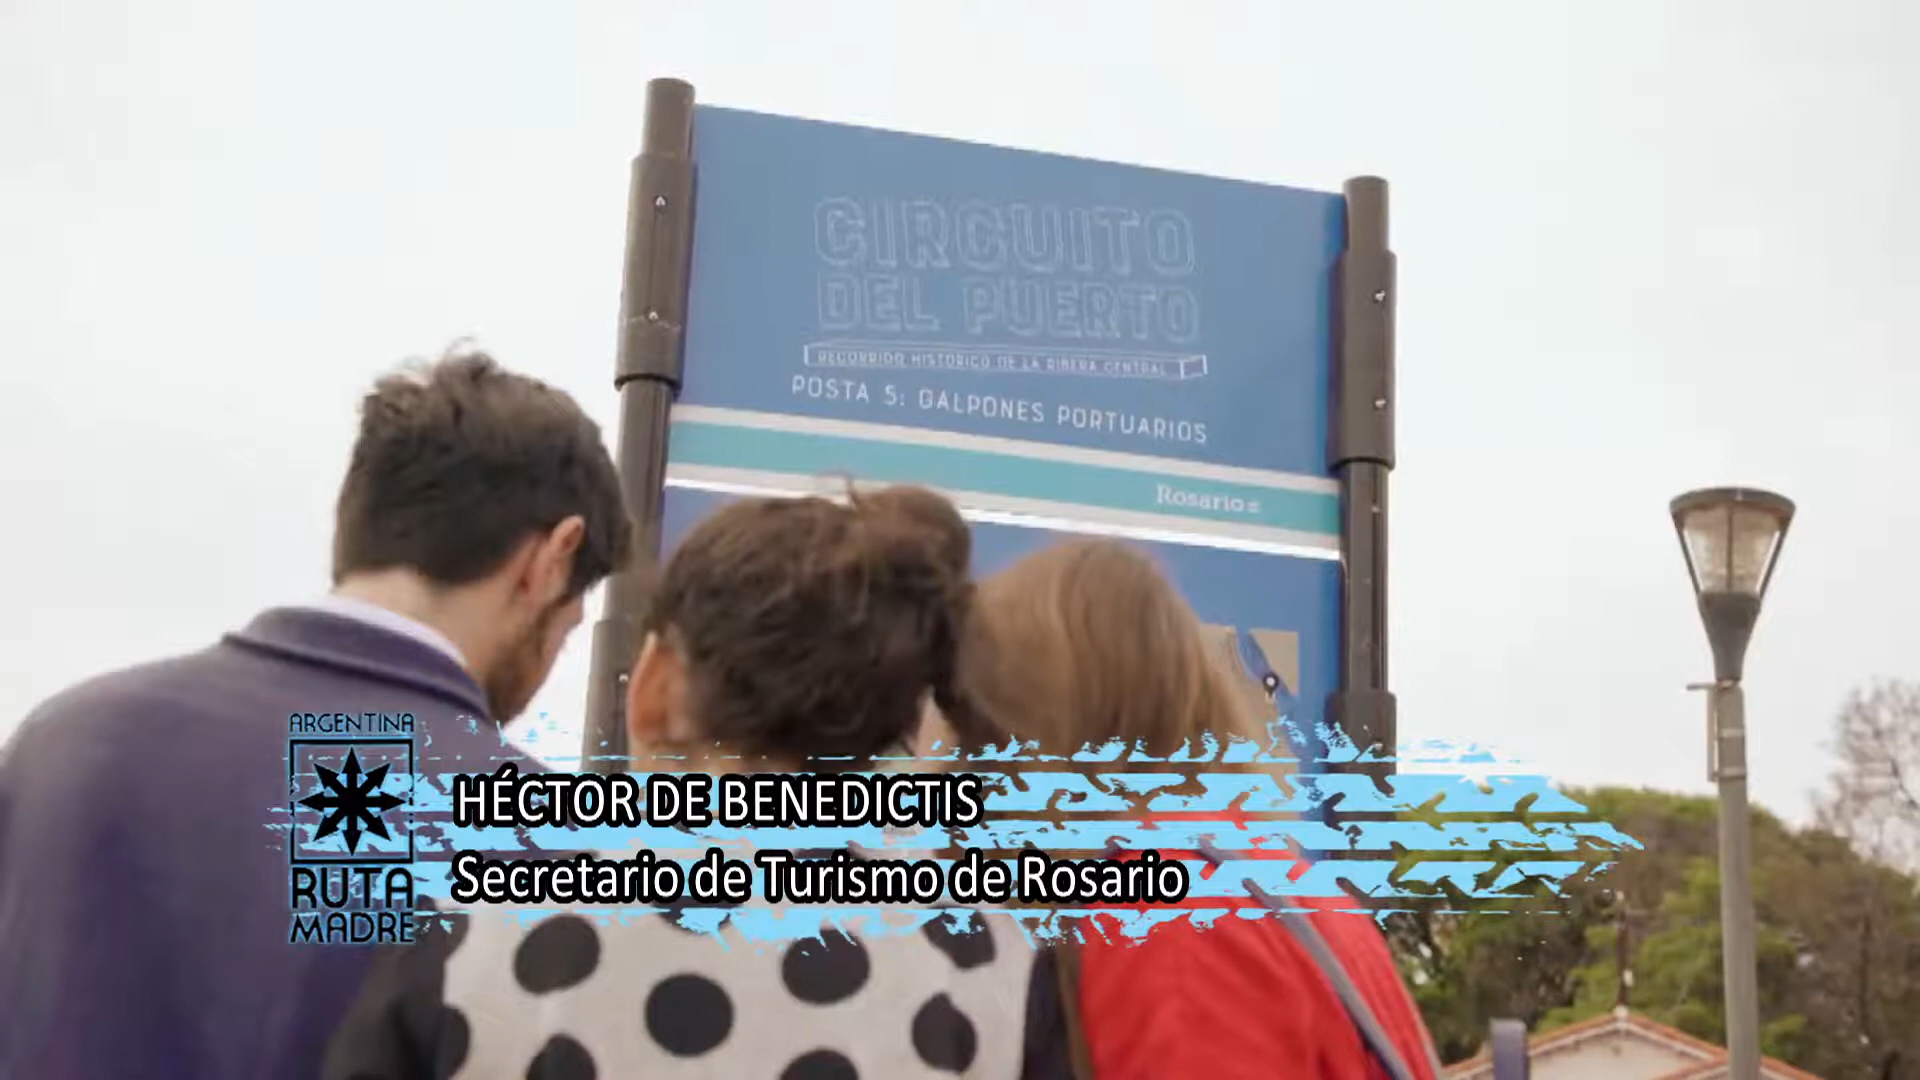 CIRCUITO
DEL PUERTO
RECORRIDO HISTÓRICO DE LA RIBERA CENTRAL
POSTA 5: GALPONES PORTUARIOS
Rosario
ARGENTINA
RUTA
MADRE
HÉCTOR DE BENEDICTIS
Secretario de Turismo de Rosario